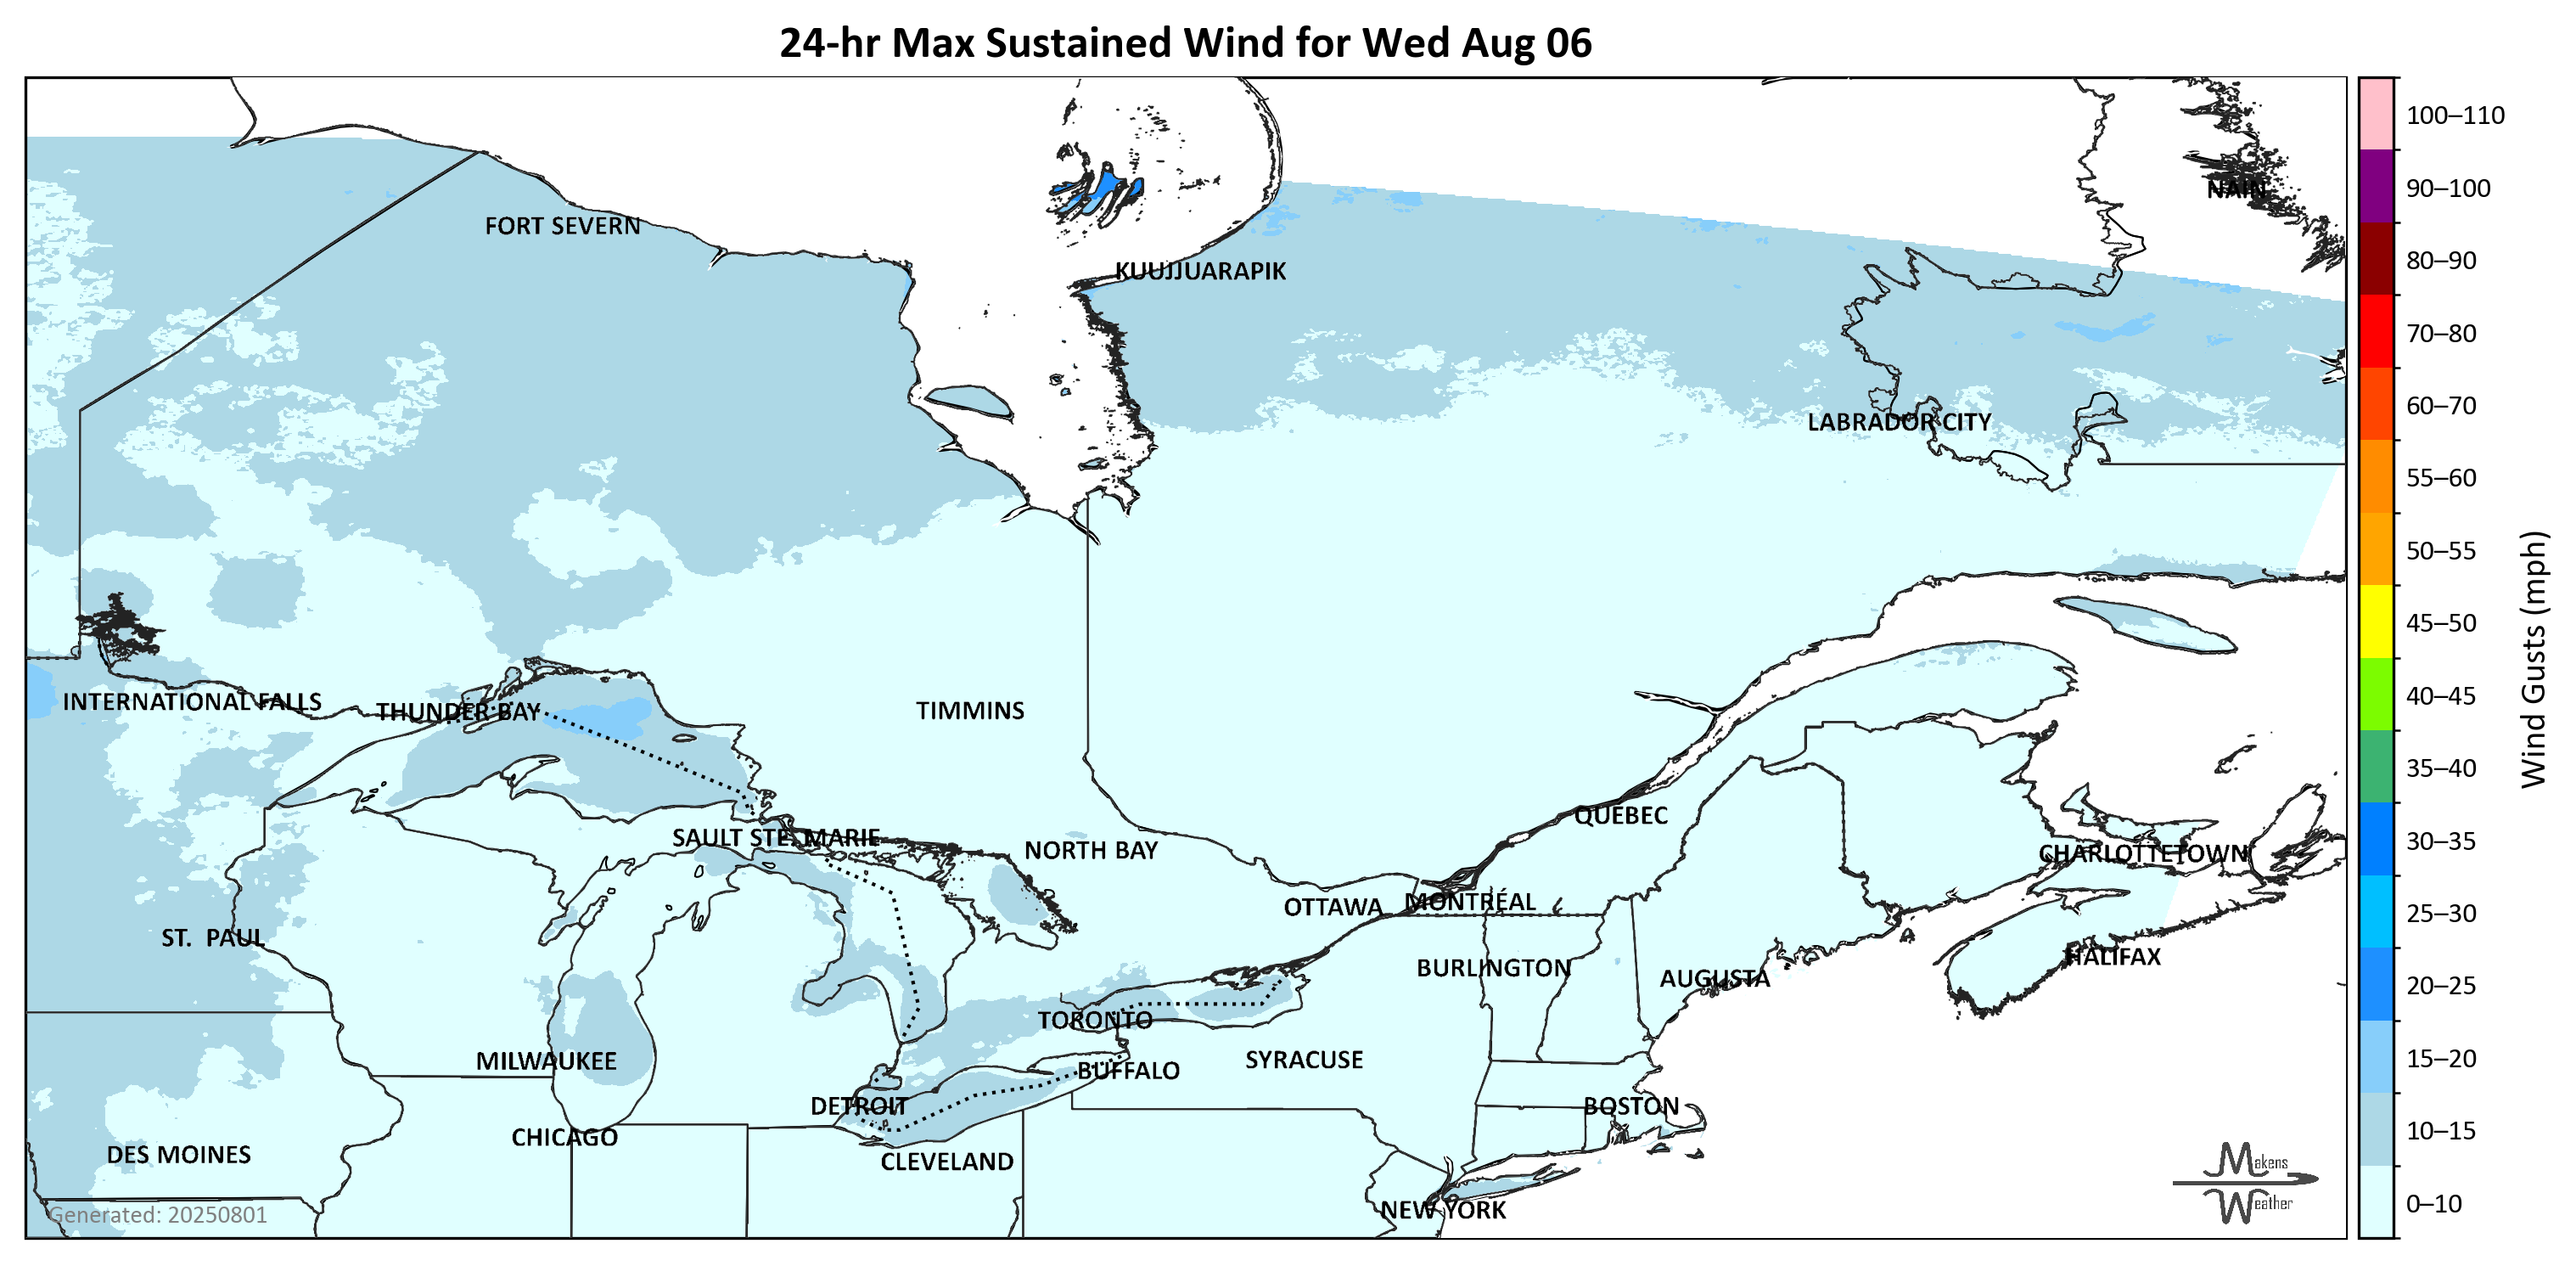 24-hr Max Sustained Wind for Wed Aug 06
100–110
NAIN
90–100
FORT SEVERN
80–90
KUUJJUARAPIK
70–80
60–70
LABRADOR CITY
55–60
50–55
45–50
Wind Gusts (mph)
40–45
INTERNATIONAL FALLS
THUNDER BAY
TIMMINS
35–40
QUEBEC
SAULT STE. MARIE
NORTH BAY
CHARLOTTETOWN
30–35
OTTAWA
MONTRÉAL
25–30
ST. PAUL
HALIFAX
BURLINGTON
AUGUSTA
20–25
TORONTO
MILWAUKEE
SYRACUSE
15–20
BUFFALO
DETROIT
BOSTON
CHICAGO
10–15
DES MOINES
CLEVELAND
Makens
Weather
0–10
NEW YORK
Generated: 20250801